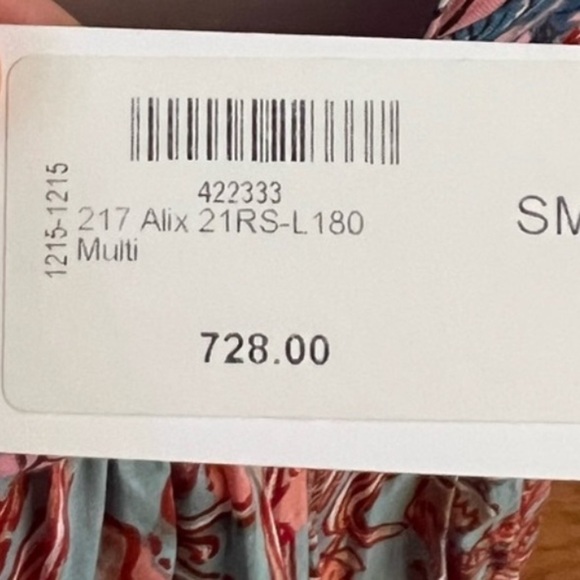 422333
217 Alix 21RS-L180
Multi
728.00
1215-1215
SM